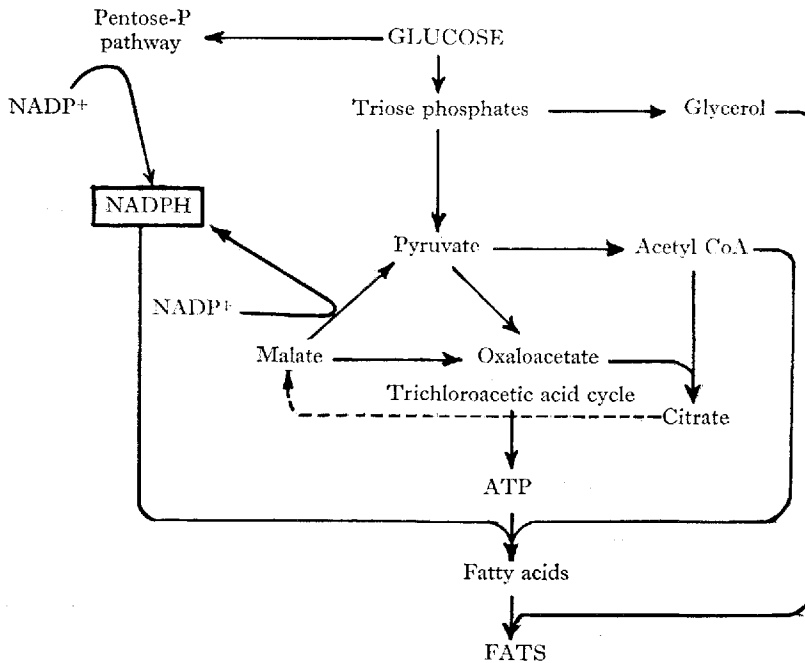 Pentose-P
pathway
GLUCOSE
NADP+
Triose phosphates
Glycerol
NADPH
Pyruvate
Acetyl CoA
NADP+
Malate
Oxaloacetate
Trichloroacetic acid cycle
Citrate
ATP
Fatty acids
FATS